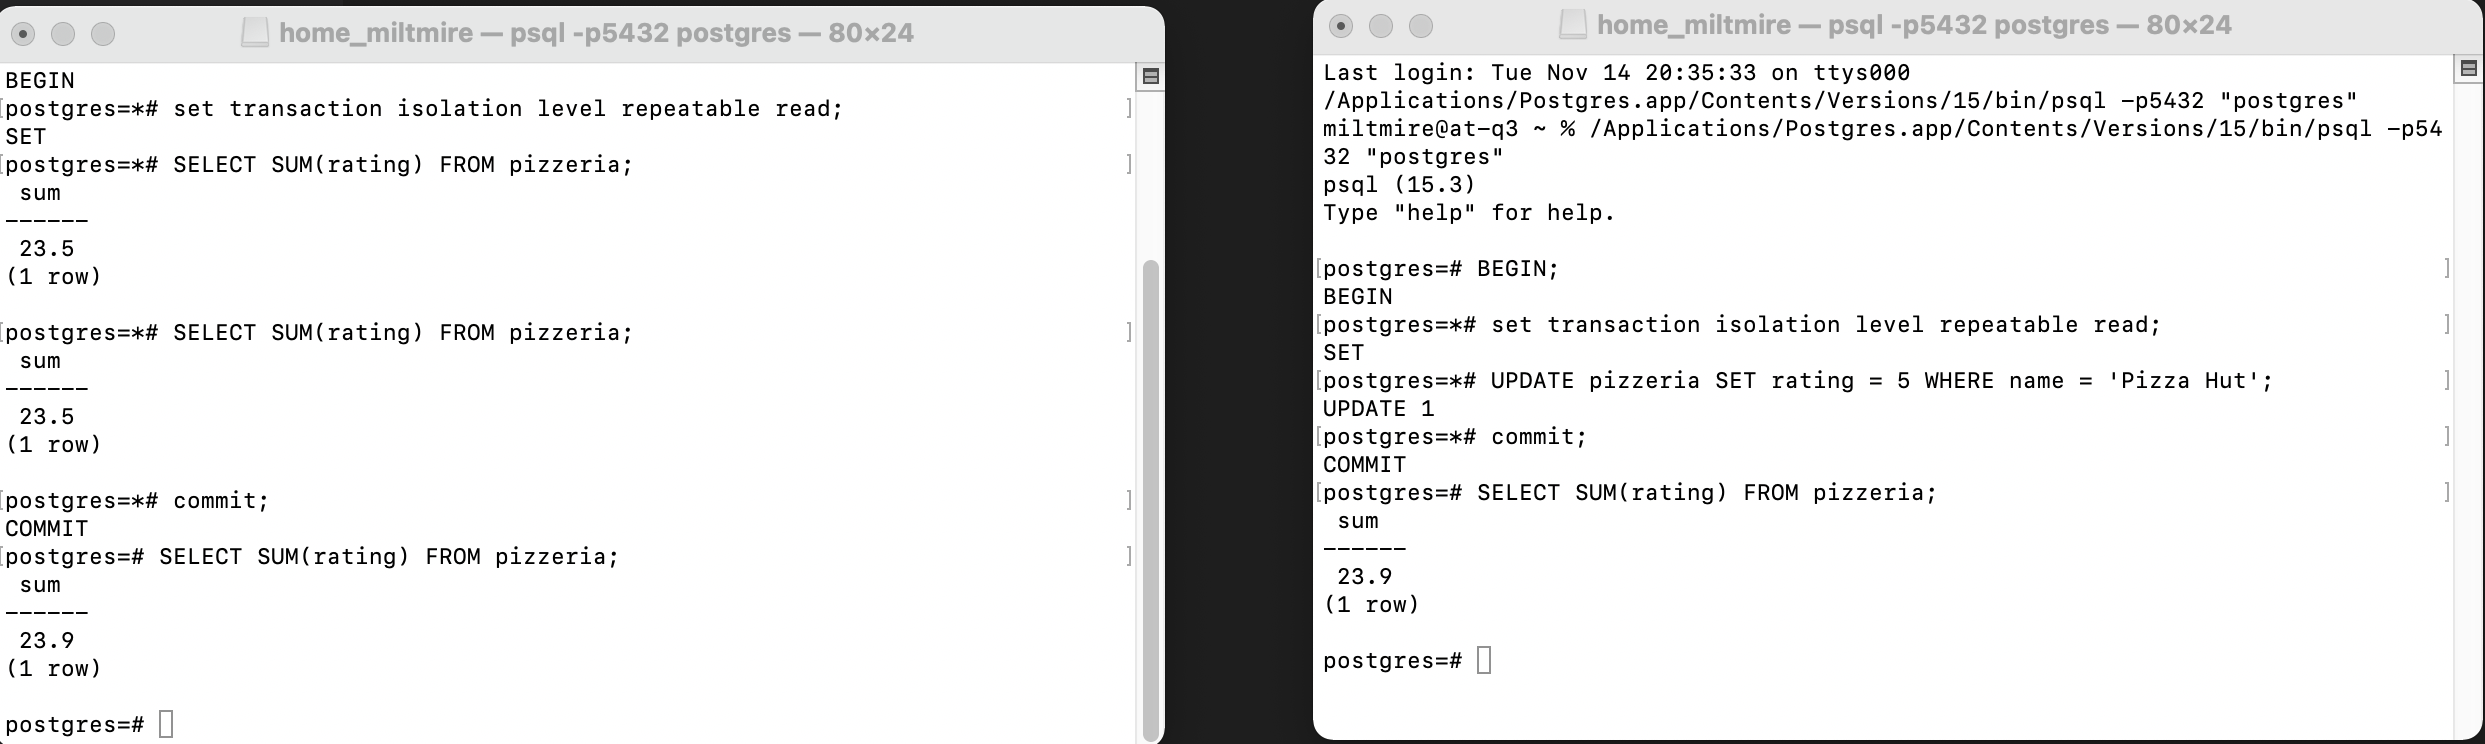 home_miltmire — psql -p5432 postgres — 80×24
BEGIN
[postgres=*# set transaction isolation level repeatable read; ]
SET
[postgres=*# SELECT SUM(rating) FROM pizzeria; ]
 sum
------
 23.5
(1 row)

[postgres=*# SELECT SUM(rating) FROM pizzeria; ]
 sum
------
 23.5
(1 row)

[postgres=*# commit; ]
COMMIT
[postgres=# SELECT SUM(rating) FROM pizzeria; ]
 sum
------
 23.9
(1 row)

postgres=#
home_miltmire — psql -p5432 postgres — 80×24
Last login: Tue Nov 14 20:35:33 on ttys000
/Applications/Postgres.app/Contents/Versions/15/bin/psql -p5432 "postgres"
miltmire@at-q3 ~ % /Applications/Postgres.app/Contents/Versions/15/bin/psql -p54
32 "postgres"
psql (15.3)
Type "help" for help.

[postgres=# BEGIN; ]
BEGIN
[postgres=*# set transaction isolation level repeatable read; ]
SET
[postgres=*# UPDATE pizzeria SET rating = 5 WHERE name = 'Pizza Hut'; ]
UPDATE 1
[postgres=*# commit; ]
COMMIT
[postgres=# SELECT SUM(rating) FROM pizzeria; ]
 sum
------
 23.9
(1 row)

postgres=#